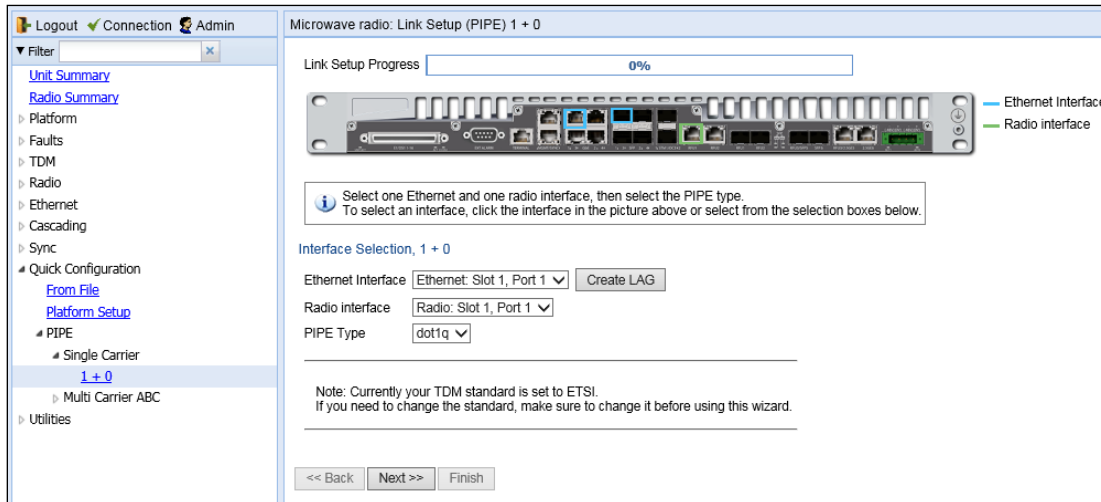 Logout Connection Admin
Filter
Unit Summary
Radio Summary
Platform
Faults
TDM
Radio
Ethernet
Cascading
Sync
Quick Configuration
From File
Platform Setup
PIPE
Single Carrier
1 + 0
Multi Carrier ABC
Utilities
Microwave radio: Link Setup (PIPE) 1 + 0
Link Setup Progress 0%
Ethernet Interface
Radio interface
Select one Ethernet and one radio interface, then select the PIPE type.
To select an interface, click the interface in the picture above or select from the selection boxes below.
Interface Selection, 1 + 0
Ethernet Interface Ethernet: Slot 1, Port 1 Create LAG
Radio interface Radio: Slot 1, Port 1
PIPE Type dot1q
Note: Currently your TDM standard is set to ETSI.
If you need to change the standard, make sure to change it before using this wizard.
<< Back Next >> Finish